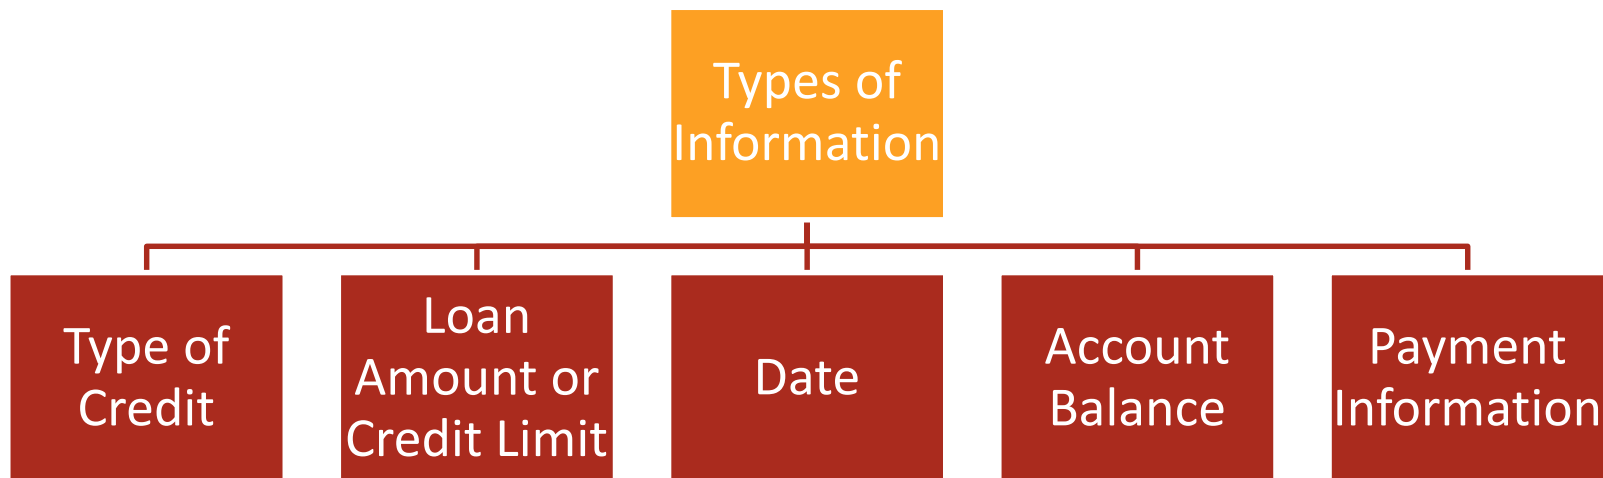 Types of
Information
Type of
Credit
Loan
Amount or
Credit Limit
Date
Account
Balance
Payment
Information